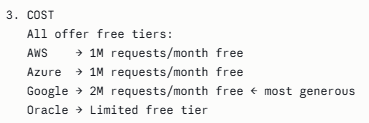 3. COST
All offer free tiers:
AWS → 1M requests/month free
Azure → 1M requests/month free
Google → 2M requests/month free ← most generous
Oracle → Limited free tier